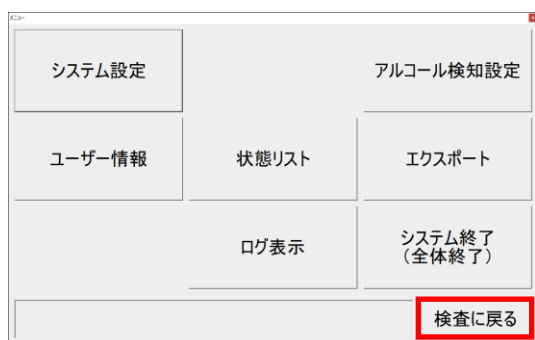 メニュー
システム設定
アルコール検知設定
ユーザー情報
状態リスト
エクスポート
ログ表示
システム終了
(全体終了)
検査に戻る